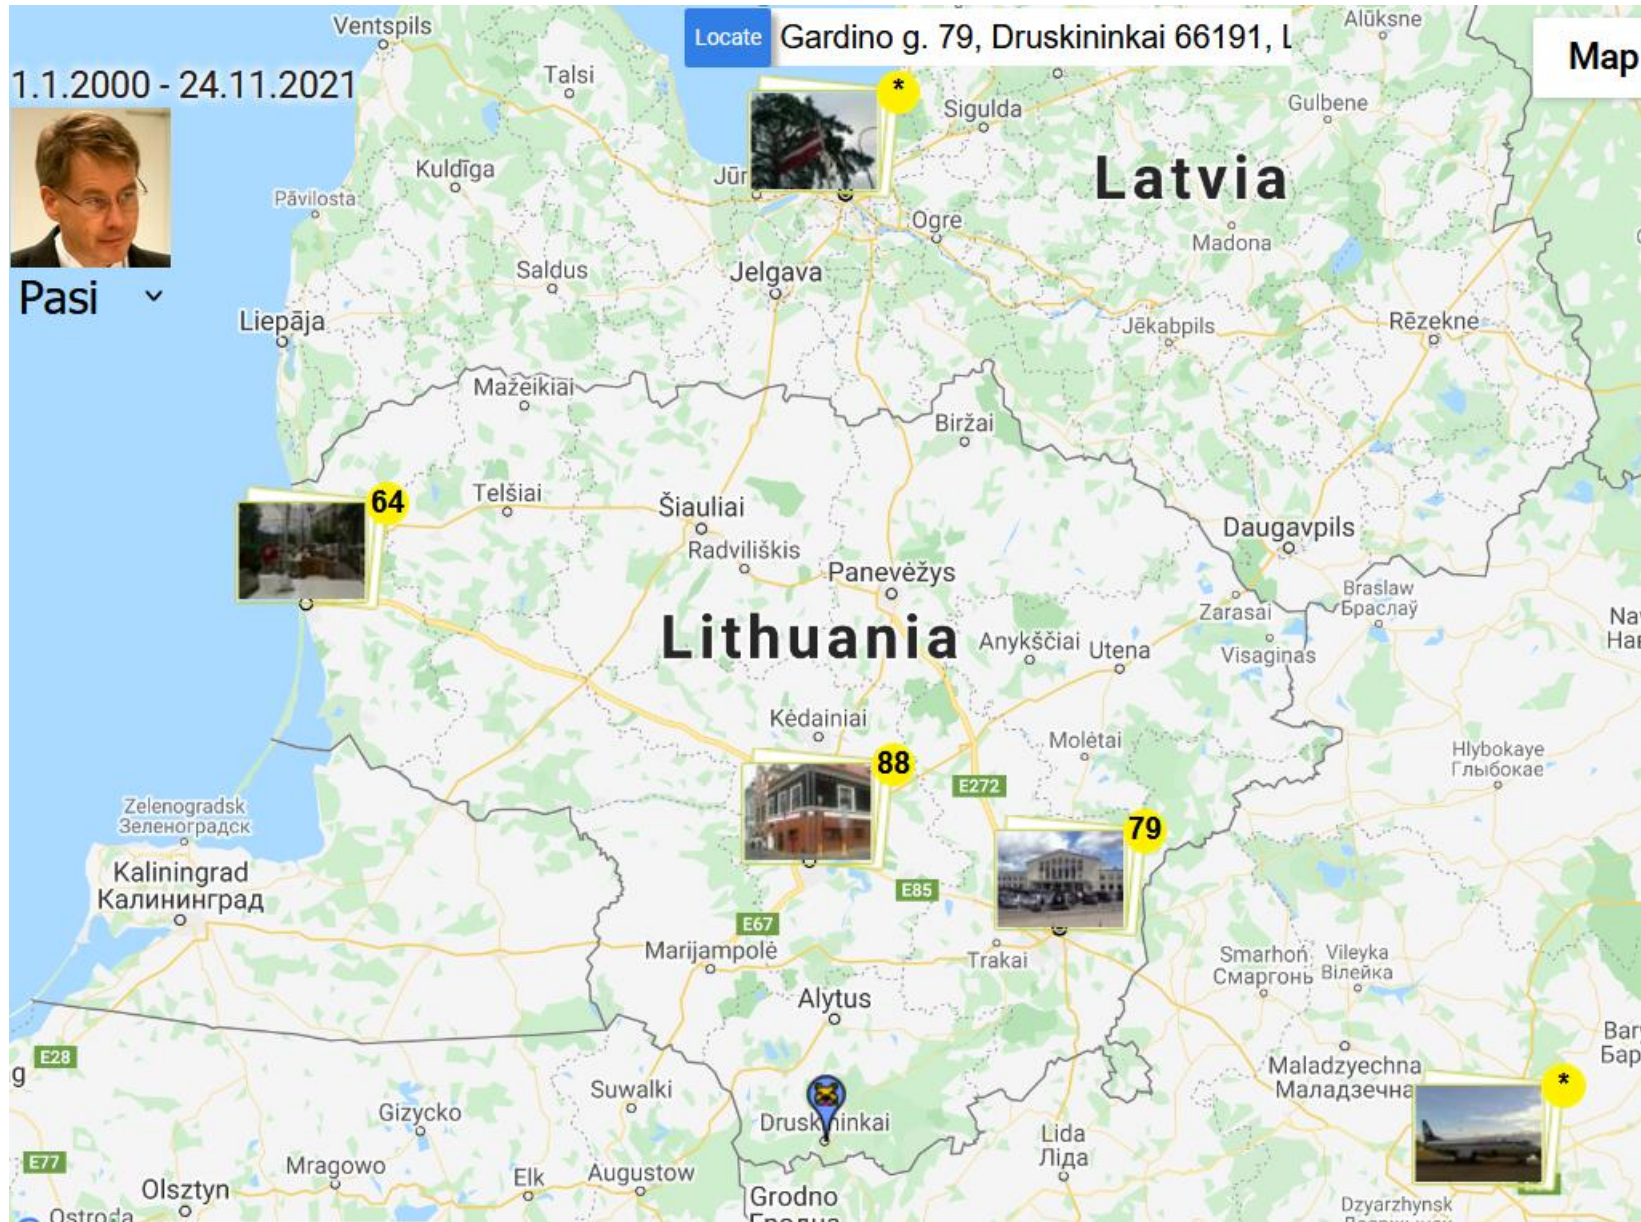 Ventspils
Locate
Gardino g. 79, Druskininkai 66191, L
Alūksne
Map
1.1.2000 - 24.11.2021
Talsi
*
Sigulda
Gulbene
Latvia
Kuldīga
Jūr
Pāvilosta
Ogre
Madona
Pasi
Saldus
Jelgava
Liepāja
Jēkabpils
Rēzekne
Mažeikiai
Biržai
64
Telšiai
Šiauliai
Daugavpils
Radviliškis
Panevėžys
Braslaw
Браслаў
Zarasai
Lithuania
Anykščiai
Utena
Visaginas
Kėdainiai
Molėtai
88
E272
Hlybokaye
Глыбокае
Zelenogradsk
Зеленоградск
79
Kaliningrad
Калининград
E85
E67
Marijampolė
Trakai
Smarhoń
Смаргонь
Vileyka
Вілейка
Alytus
E28
g
Maladzyechna
Маладзечна
*
Suwalki
Gizycko
Druskininkai
Lida
Ліда
E77
Mragowo
Elk
Augustow
Olsztyn
Grodno
Dzyarzhynsk
Ostroda